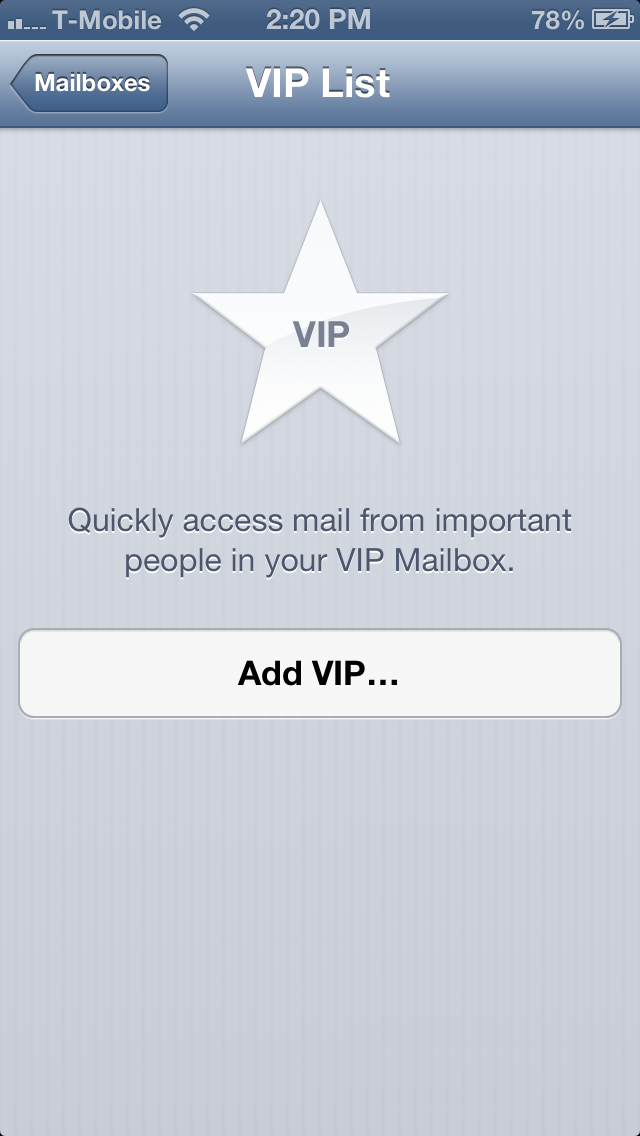 T-Mobile 2:20 PM 78%
Mailboxes VIP List
VIP
Quickly access mail from important
people in your VIP Mailbox.
Add VIP...